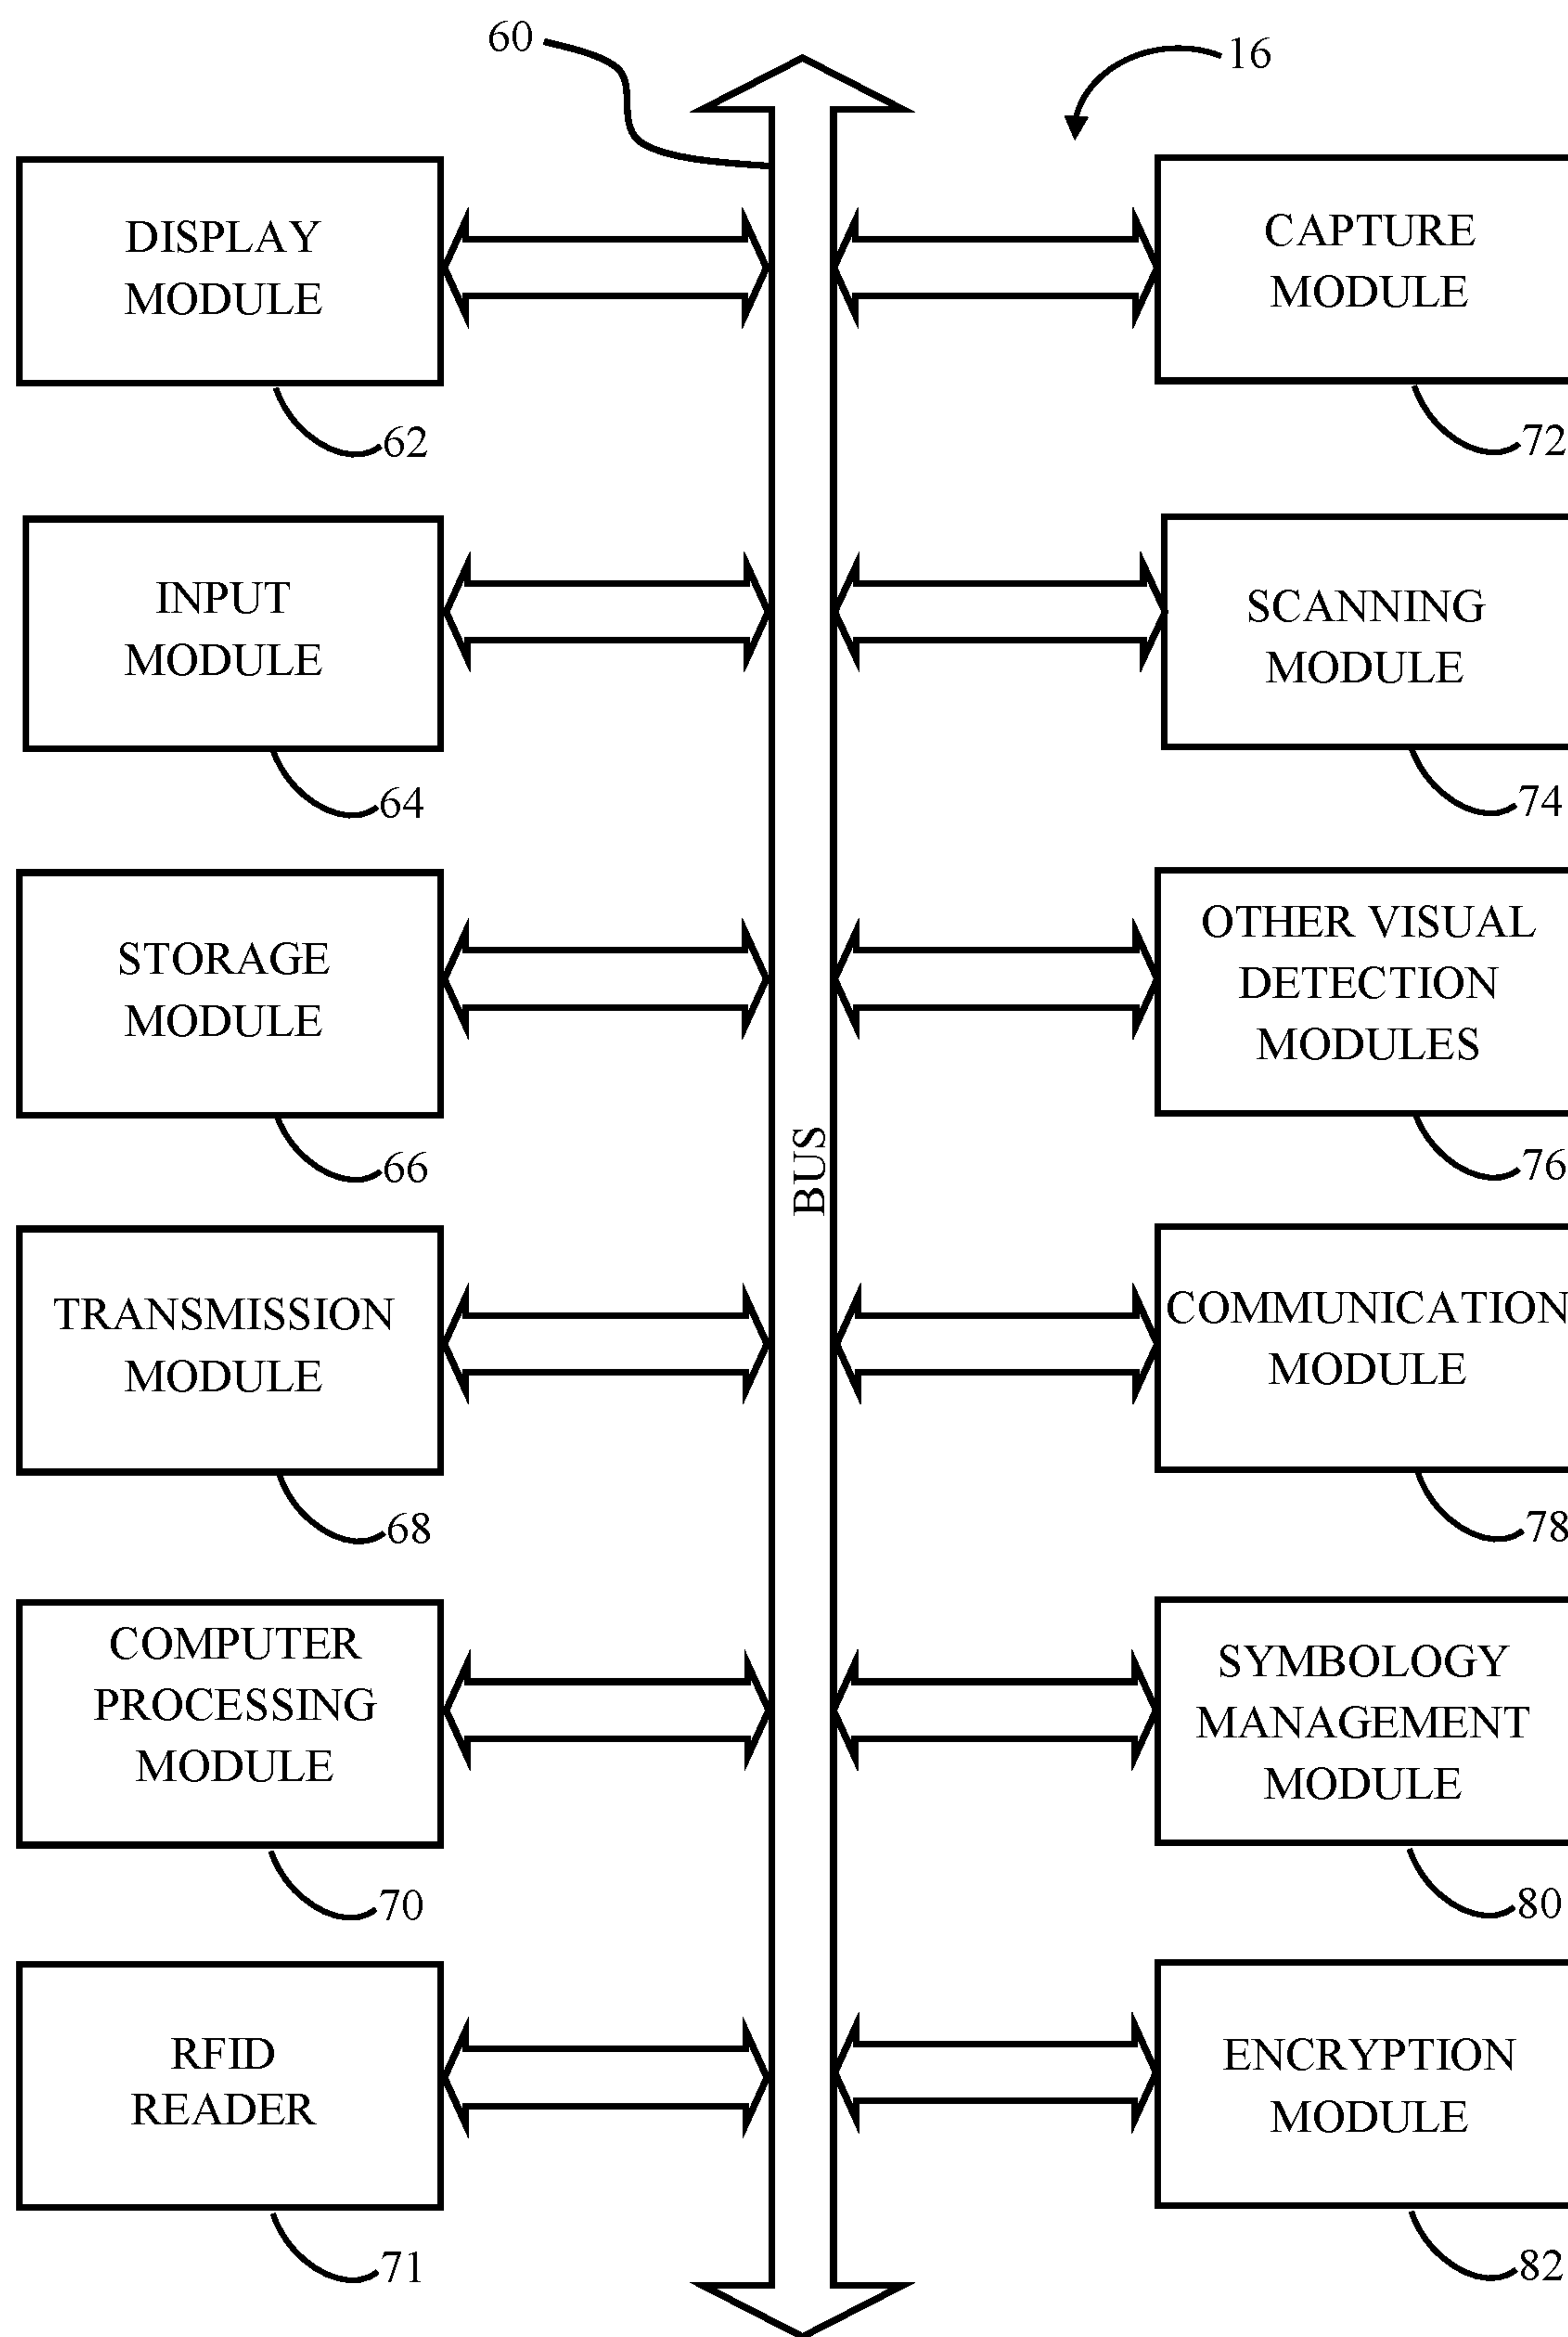 60
16
DISPLAY
MODULE
62
CAPTURE
MODULE
72
INPUT
MODULE
64
SCANNING
MODULE
74
STORAGE
MODULE
66
OTHER VISUAL
DETECTION
MODULES
76
BUS
TRANSMISSION
MODULE
68
COMMUNICATION
MODULE
78
COMPUTER
PROCESSING
MODULE
70
SYMBOLOGY
MANAGEMENT
MODULE
80
RFID
READER
71
ENCRYPTION
MODULE
82